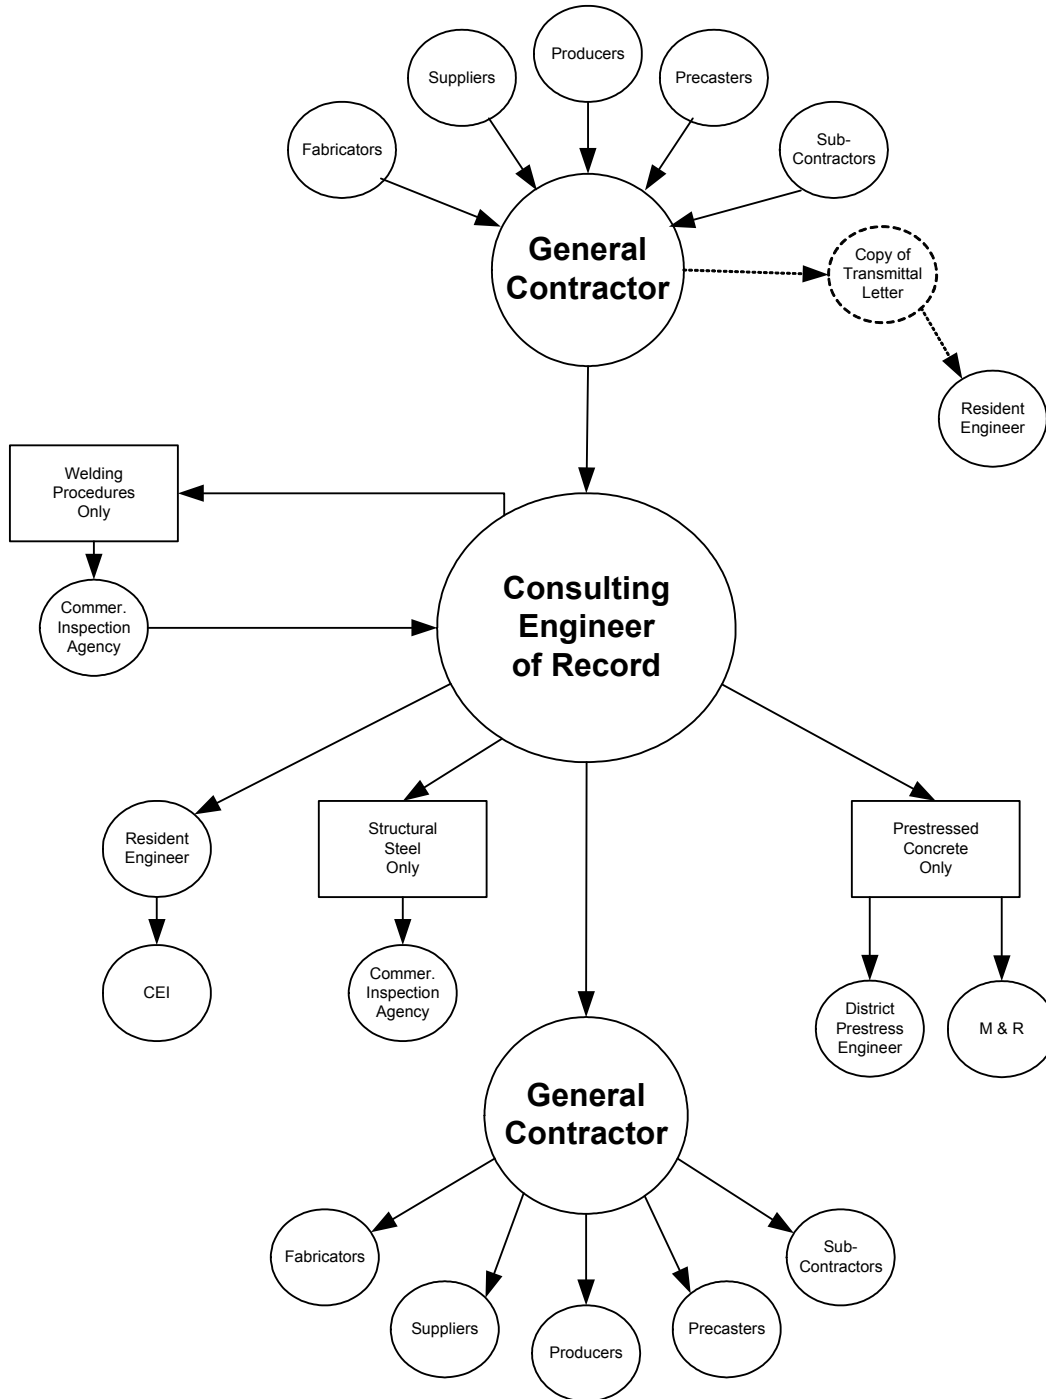 Producers
Suppliers
Precasters
Fabricators
Sub-
Contractors
General
Contractor
Copy of
Transmittal
Letter
Resident
Engineer
Welding
Procedures
Only
Commer.
Inspection
Agency
Consulting
Engineer
of Record
Resident
Engineer
Structural
Steel
Only
Prestressed
Concrete
Only
CEI
Commer.
Inspection
Agency
District
Prestress
Engineer
M & R
General
Contractor
Fabricators
Sub-
Contractors
Suppliers
Precasters
Producers